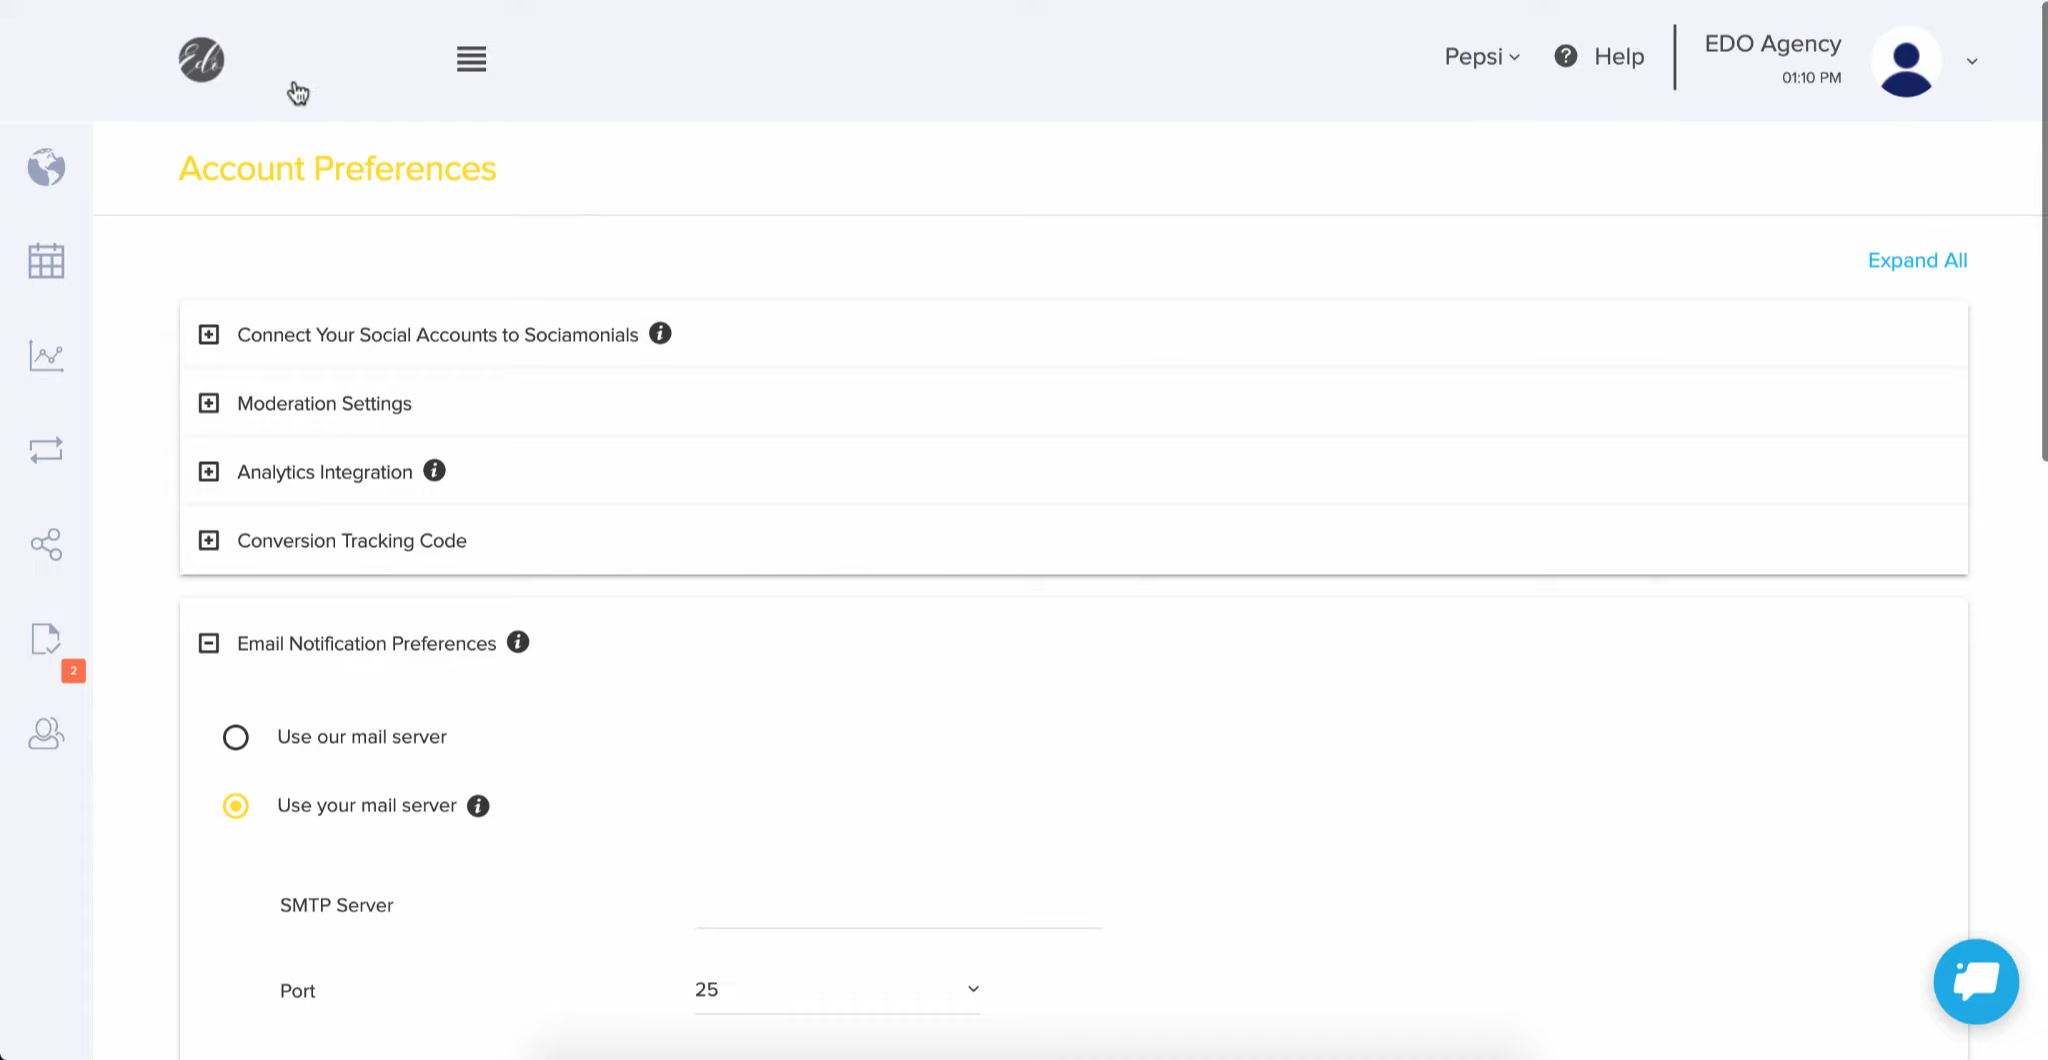 Edo
Pepsi
? Help
EDO Agency
01:10 PM
Account Preferences
Expand All
Connect Your Social Accounts to Sociamonials i
Moderation Settings
Analytics Integration i
Conversion Tracking Code
Email Notification Preferences i
2
Use our mail server
Use your mail server i
SMTP Server
Port 25